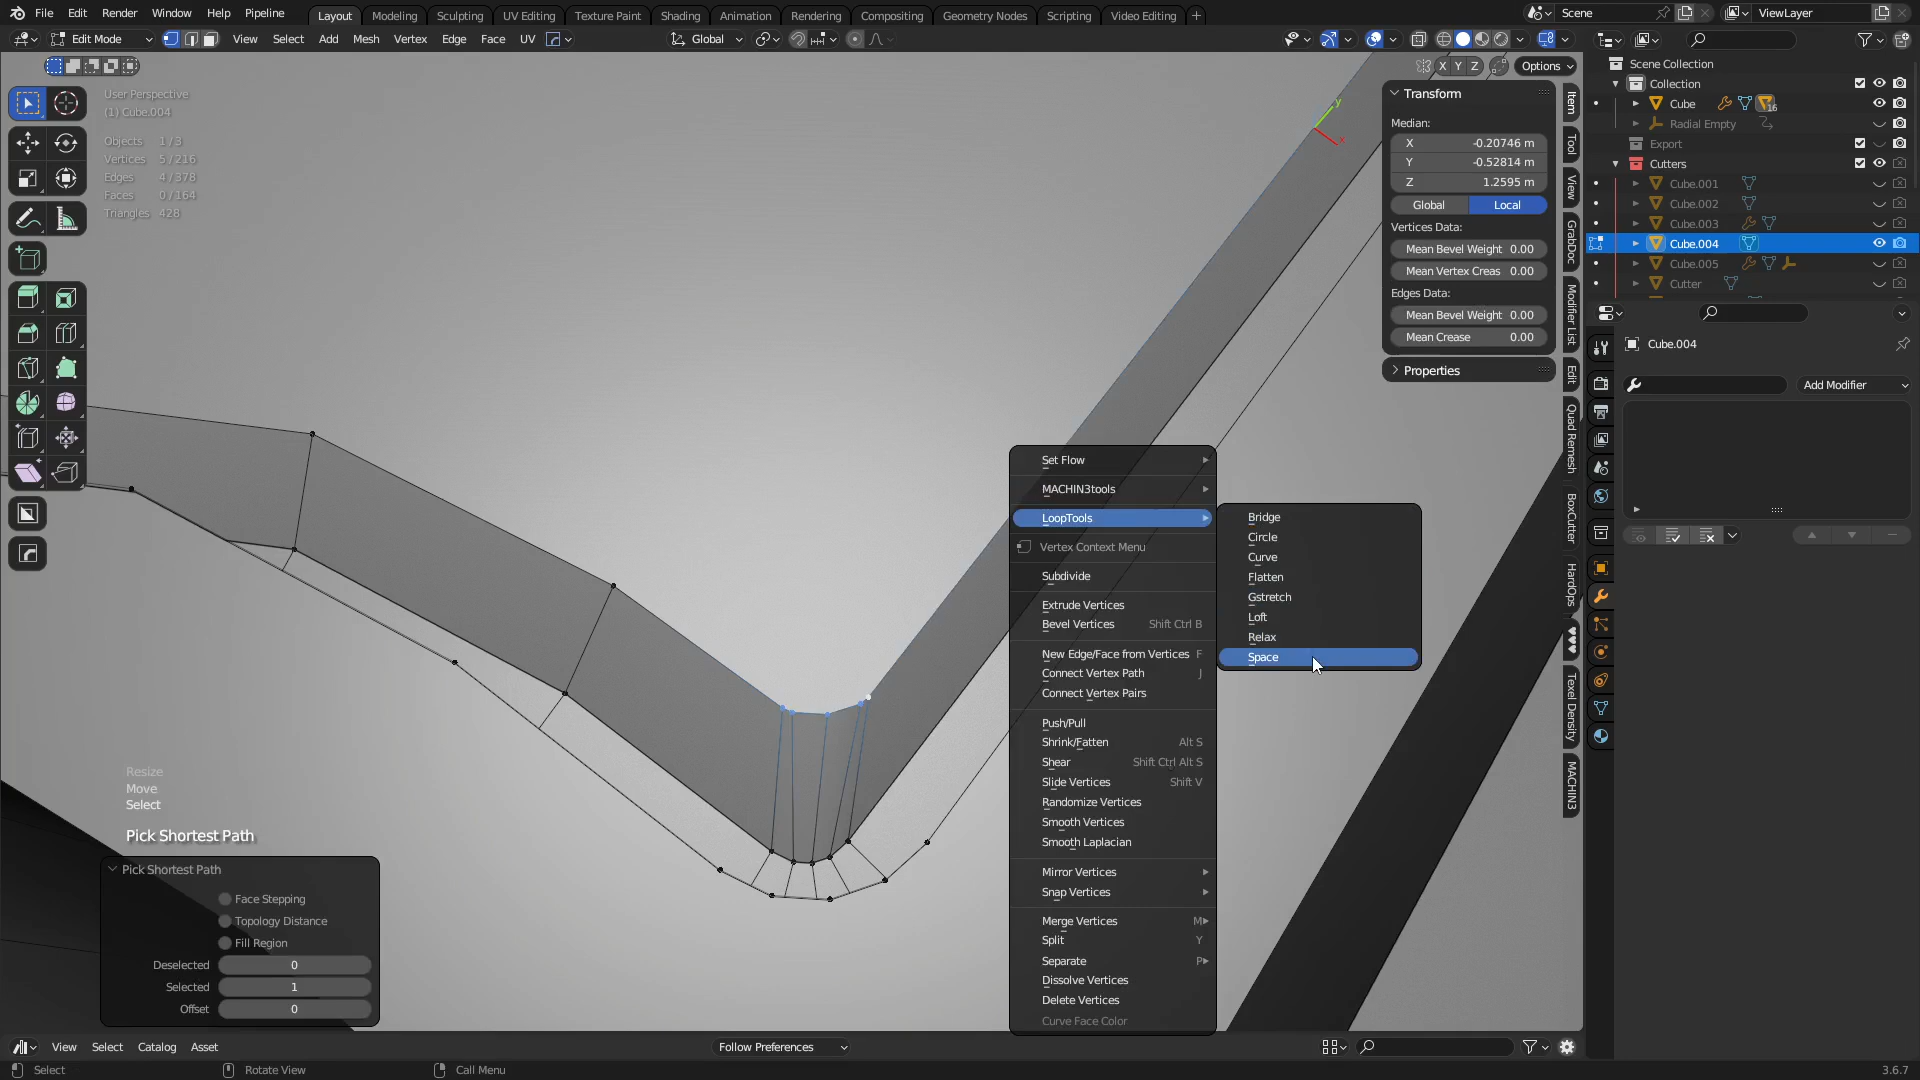 File Edit Render Window Help Pipeline
Layout Modeling Sculpting UV Editing Texture Paint Shading Animation Rendering Compositing Geometry Nodes Scripting Video Editing +
Scene
ViewLayer
Edit Mode View Select Add Mesh Vertex Edge Face UV
Global
X Y Z Options
User Perspective
(1) Cube.004
Objects 1/3
Vertices 5/216
Edges 4/378
Faces 0/164
Triangles 428
y
x
Transform
Median:
X -0.20746 m
Y -0.52814 m
Z 1.2595 m
Global Local
Vertices Data:
Mean Bevel Weight 0.00
Mean Vertex Creas 0.00
Edges Data:
Mean Bevel Weight 0.00
Mean Crease 0.00
Properties
Item
Tool
View
GrabDoc
Modifier List
Edit
Quad Remesh
BoxCutter
HardOps
Texel Density
MACHIN3
Scene Collection
Collection
Cube 16
Radial Empty
Export
Cutters
Cube.001
Cube.002
Cube.003
Cube.004
Cube.005
Cutter
Cube.004
Add Modifier
Set Flow
MACHIN3tools
LoopTools
Vertex Context Menu
Subdivide
Extrude Vertices
Bevel Vertices Shift Ctrl B
New Edge/Face from Vertices F
Connect Vertex Path J
Connect Vertex Pairs
Push/Pull
Shrink/Fatten Alt S
Shear Shift Ctrl Alt S
Slide Vertices Shift V
Randomize Vertices
Smooth Vertices
Smooth Laplacian
Mirror Vertices
Snap Vertices
Merge Vertices M
Split Y
Separate P
Dissolve Vertices
Delete Vertices
Curve Face Color
Bridge
Circle
Curve
Flatten
Gstretch
Loft
Relax
Space
Resize
Move
Select
Pick Shortest Path
Pick Shortest Path
Face Stepping
Topology Distance
Fill Region
Deselected 0
Selected 1
Offset 0
View Select Catalog Asset
Follow Preferences
Select Rotate View Call Menu
3.6.7